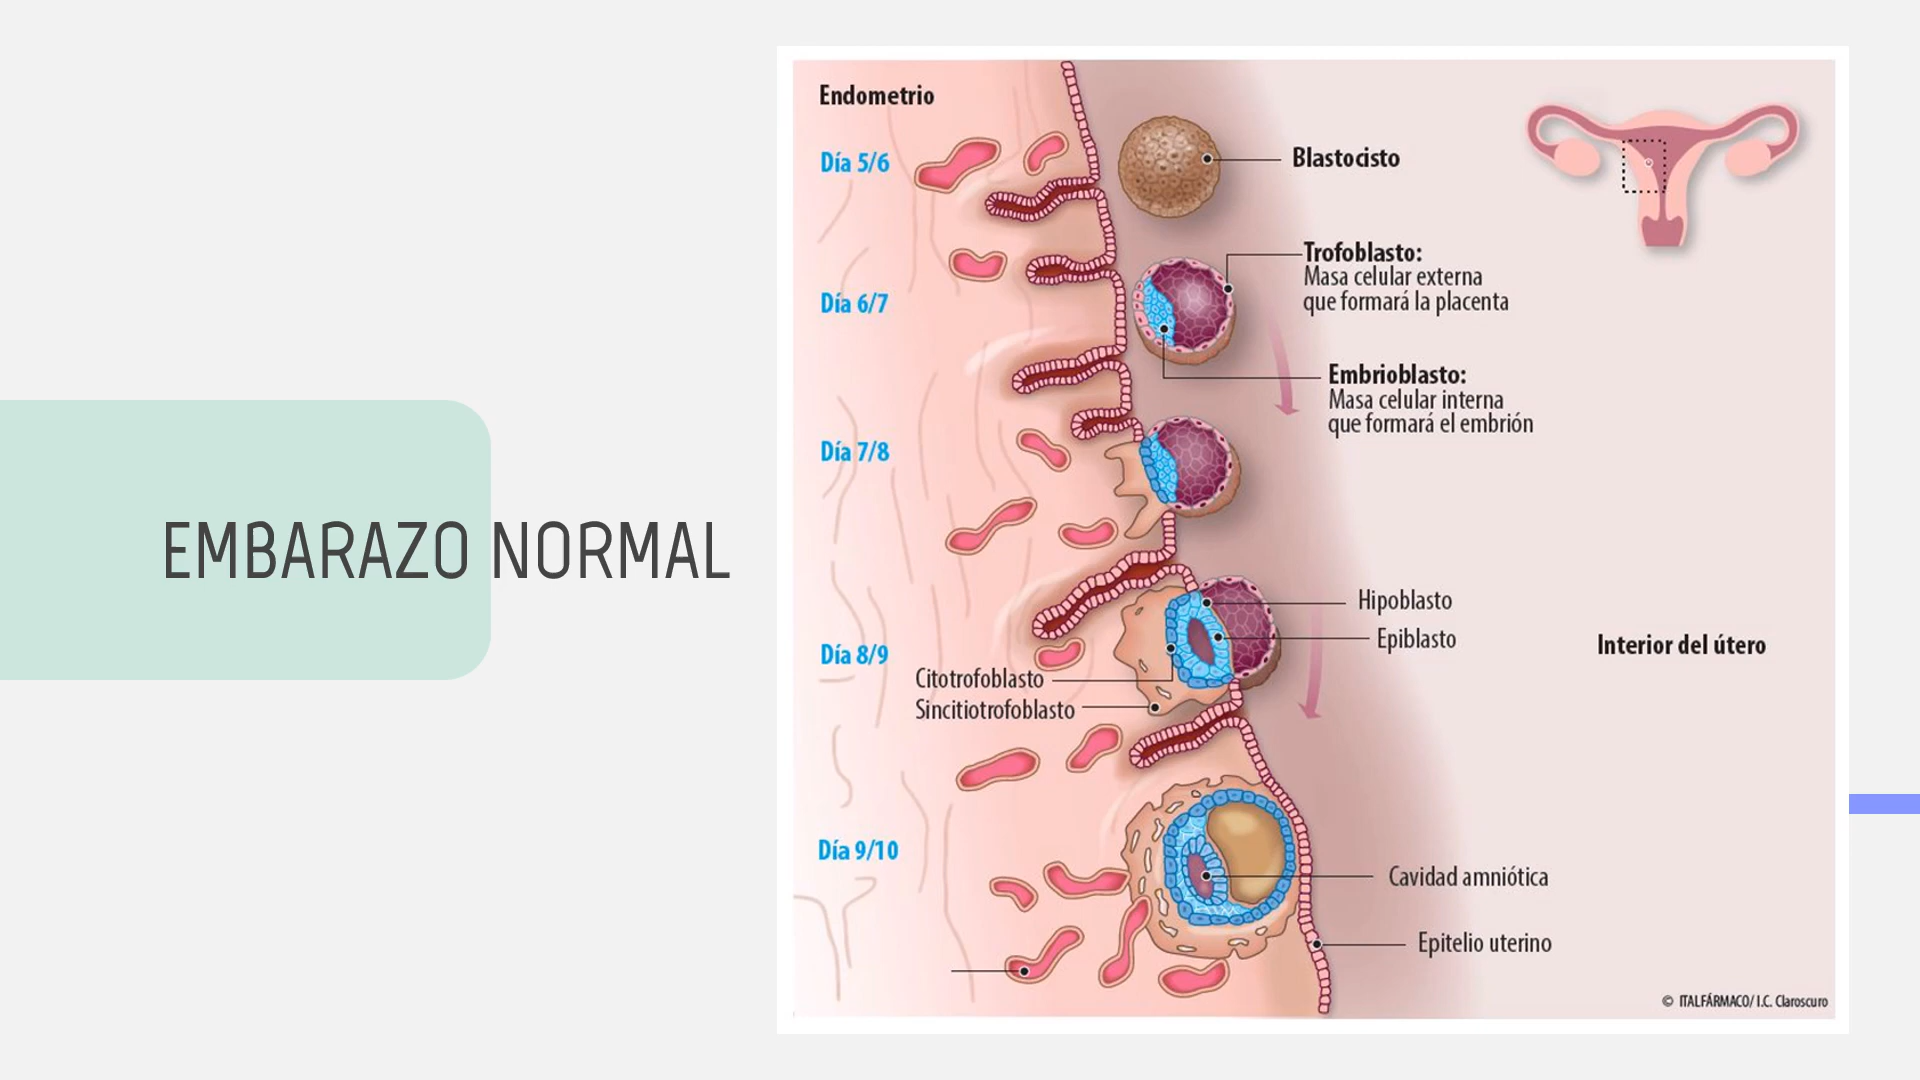 EMBARAZO NORMAL
Endometrio
Día 5/6
Blastocisto
Trofoblasto:
Masa celular externa
que formará la placenta
Día 6/7
Embrioblasto:
Masa celular interna
que formará el embrión
Día 7/8
Hipoblasto
Epiblasto
Interior del útero
Día 8/9
Citotrofoblasto
Sincitiotrofoblasto
Día 9/10
Cavidad amniótica
Epitelio uterino
© ITALFÁRMACO/ I.C. Claroscuro